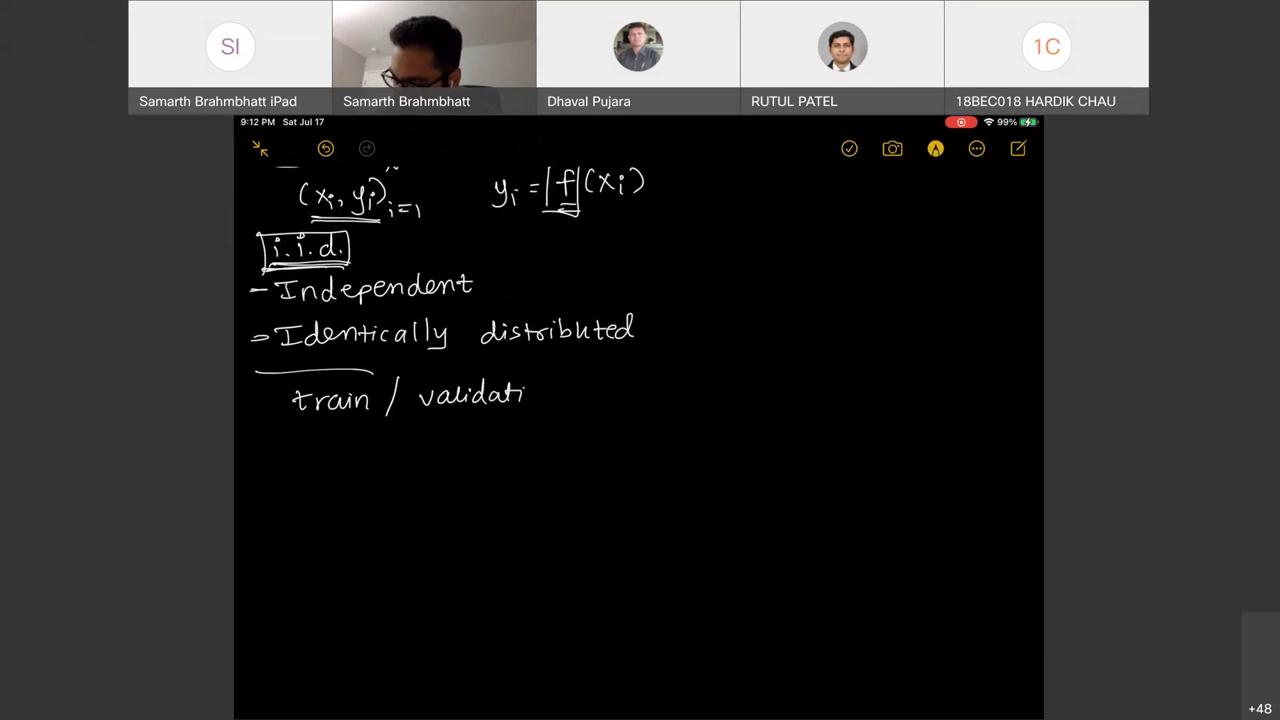 SI
Samarth Brahmbhatt iPad
Samarth Brahmbhatt
Dhaval Pujara
RUTUL PATEL
1C
18BEC018 HARDIK CHAU
9:12 PM Sat Jul 17
99%
(xi, yi) i=1
yi = |f|(xi)
i.i.d.
- Independent
= Identically distributed
train / validati
+48